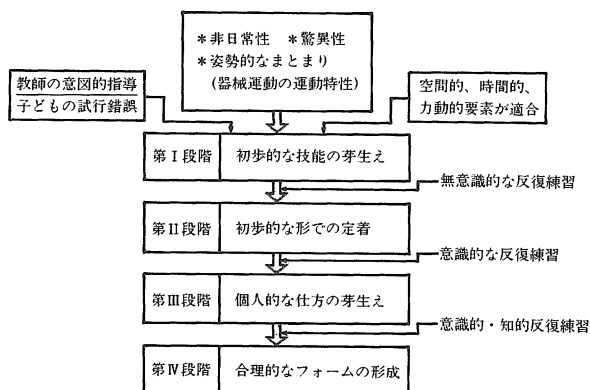 ＊非日常性　＊驚異性
＊姿勢的なまとまり
(器械運動の運動特性)
教師の意図的指導
子どもの試行錯誤
空間的、時間的、
力動的要素が適合
第Ⅰ段階　初歩的な技能の芽生え
無意識的な反復練習
第Ⅱ段階　初歩的な形での定着
意識的な反復練習
第Ⅲ段階　個人的な仕方の芽生え
意識的・知的反復練習
第Ⅳ段階　合理的なフォームの形成